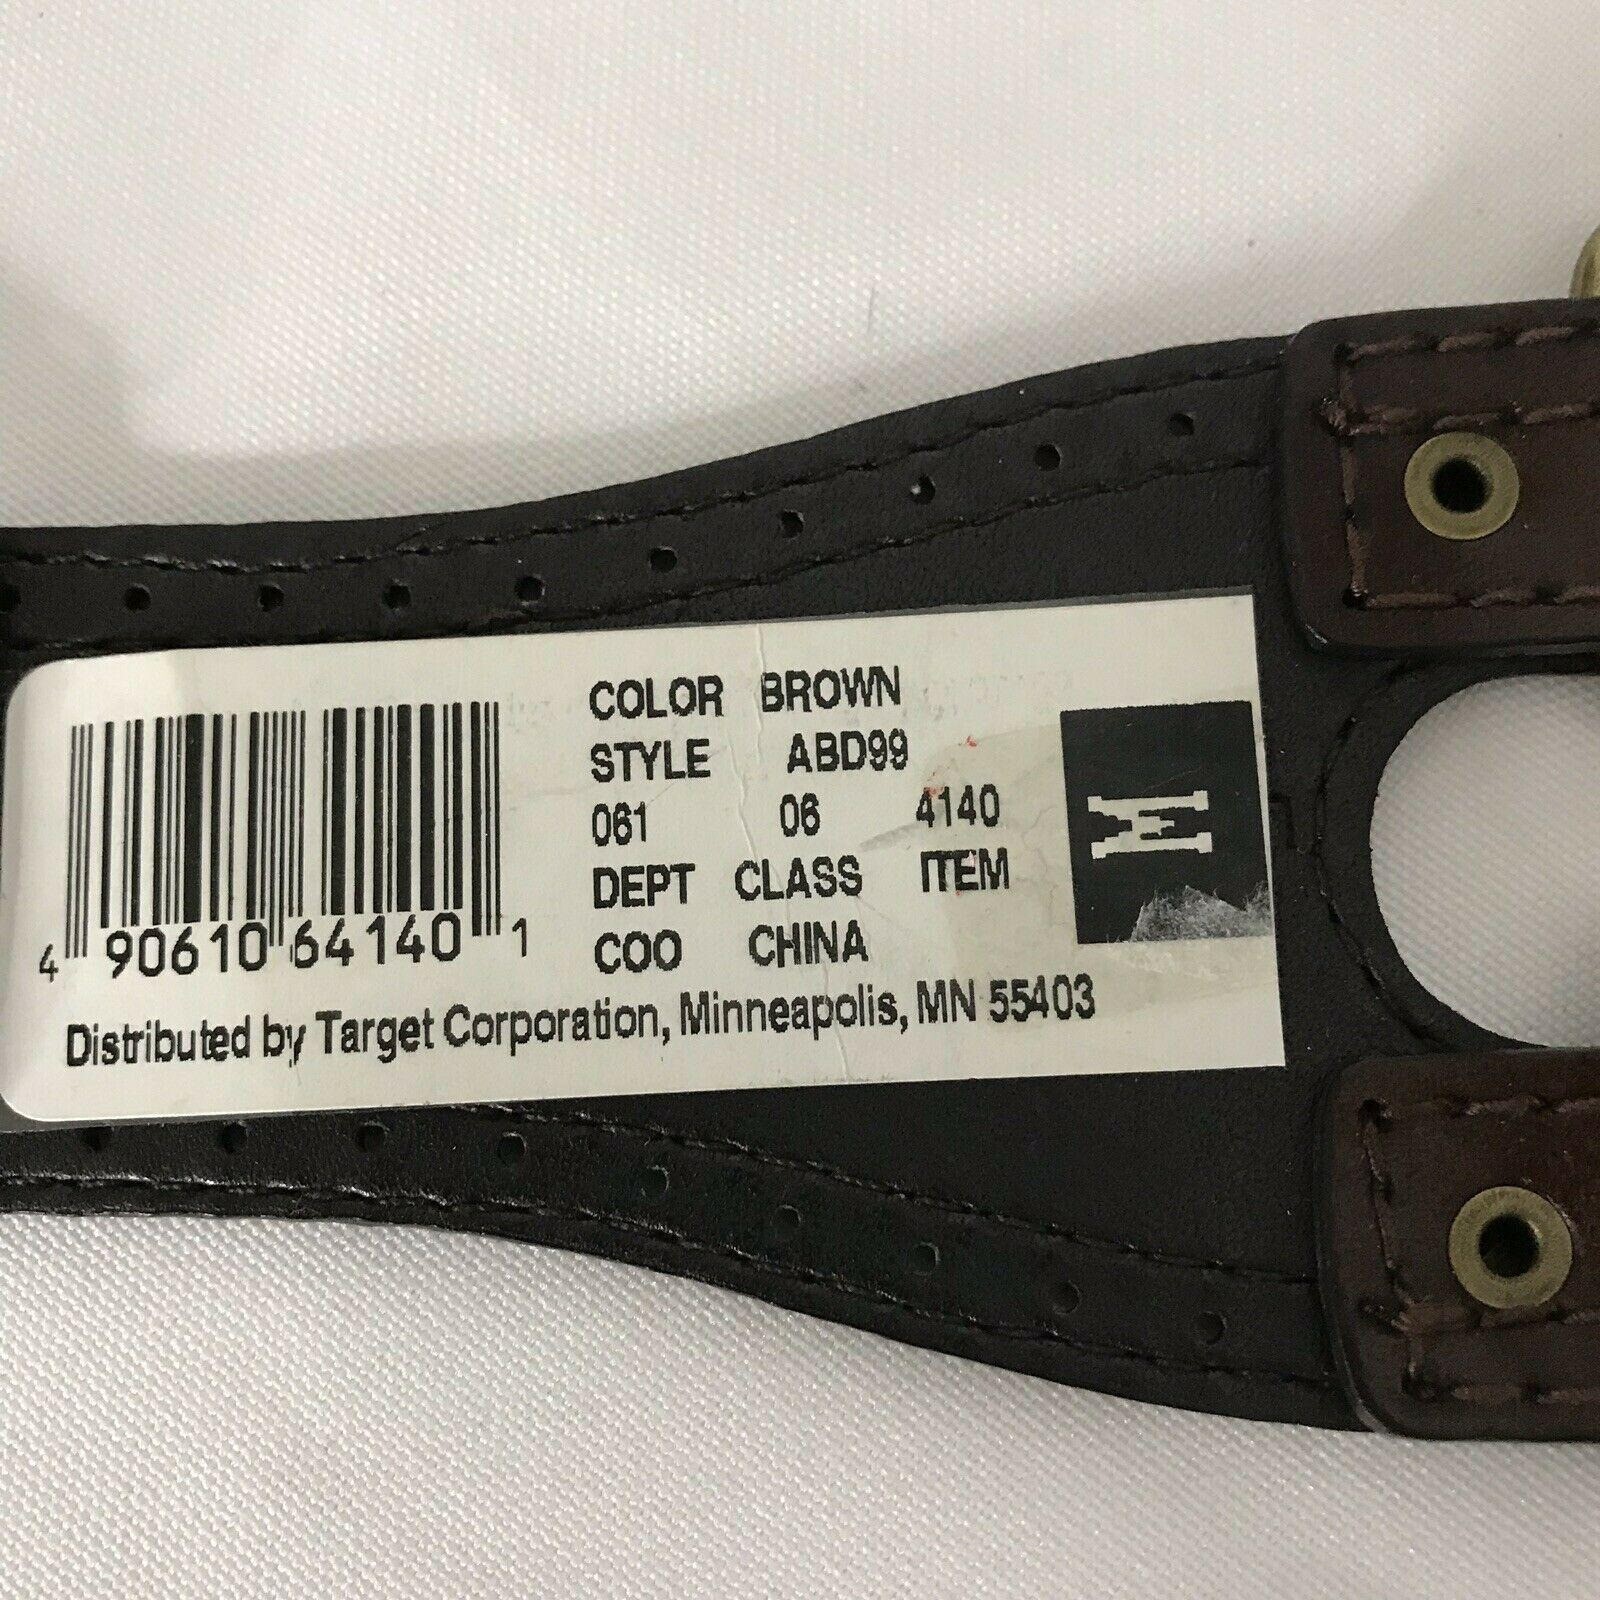 COLOR BROWN
STYLE ABD99
061 06 4140
DEPT CLASS ITEM
COO CHINA
4 90610 64140 1
Distributed by Target Corporation, Minneapolis, MN 55403
M